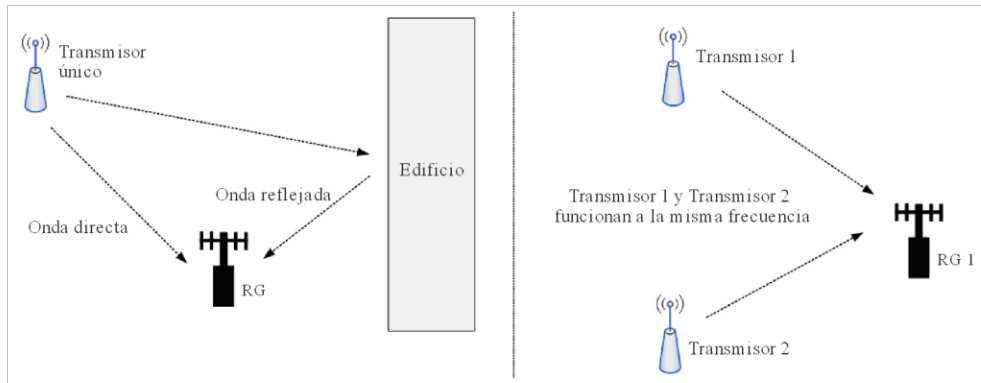 Transmisor
único
Edificio
Onda reflejada
Onda directa
RG
Transmisor 1
Transmisor 1 y Transmisor 2
funcionan a la misma frecuencia
RG 1
Transmisor 2